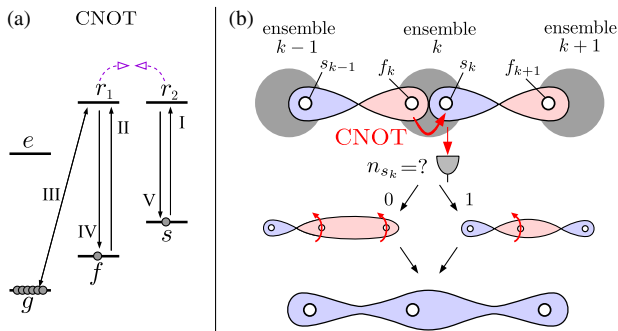 (a)
CNOT
r₁
r₂
I
II
e
III
IV
V
s
f
g
(b)
ensemble
k − 1
ensemble
k
ensemble
k + 1
sₖ₋₁
fₖ
sₖ
fₖ₊₁
CNOT
nₛₖ=?
0
1